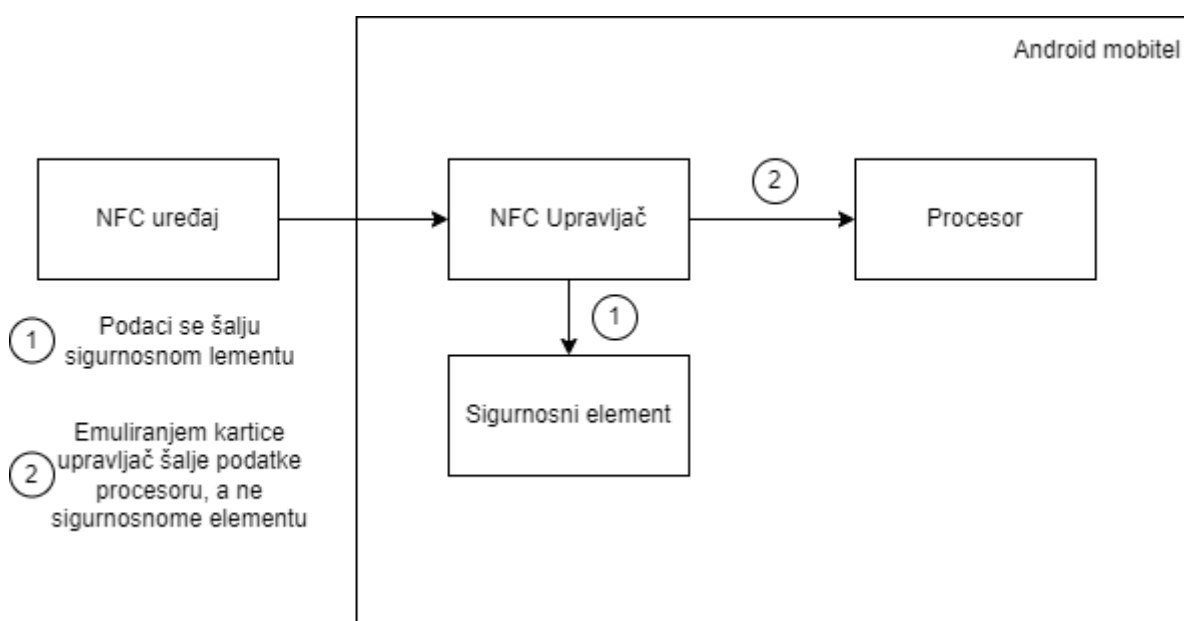 Android mobitel
NFC uređaj
NFC Upravljač
2
Procesor
1
Sigurnosni element
1
Podaci se šalju
sigurnosnom lementu
2
Emuliranjem kartice
upravljač šalje podatke
procesoru, a ne
sigurnosnome elementu